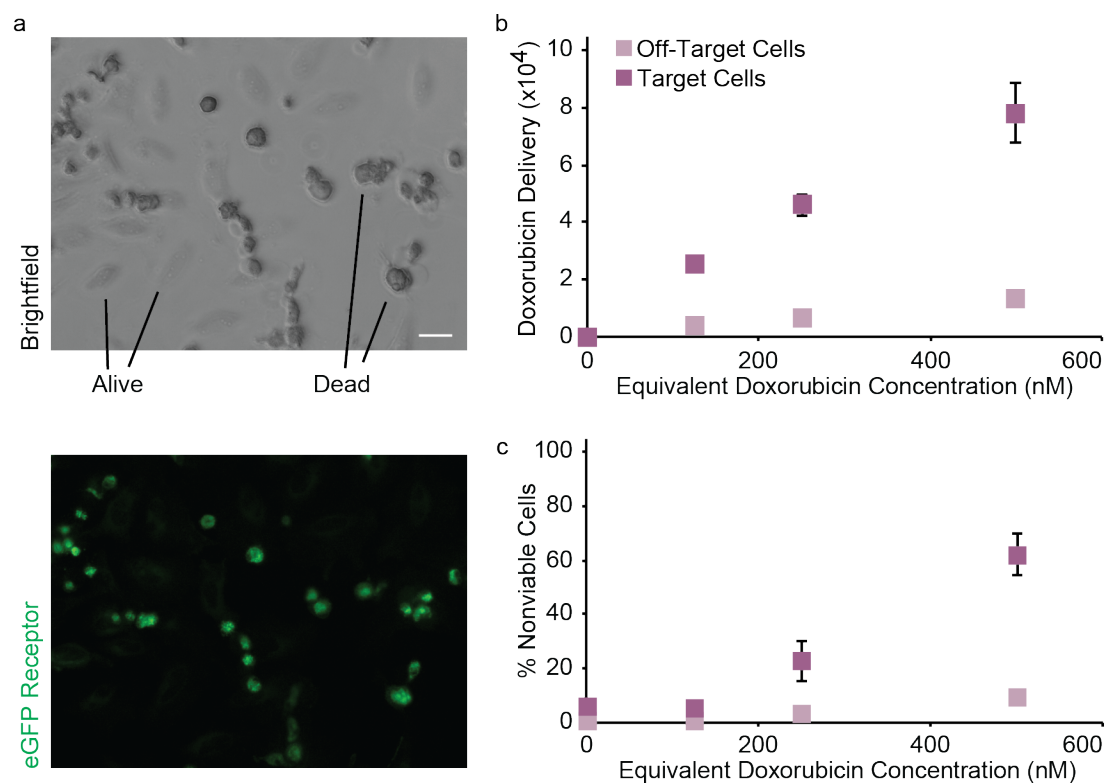 a
Brightfield
Alive
Dead
eGFP Receptor
b
Off-Target Cells
Target Cells
Doxorubicin Delivery (x10⁴)
10
8
6
4
2
0
0 200 400 600
Equivalent Doxorubicin Concentration (nM)
c
% Nonviable Cells
100
80
60
40
20
0
0 200 400 600
Equivalent Doxorubicin Concentration (nM)